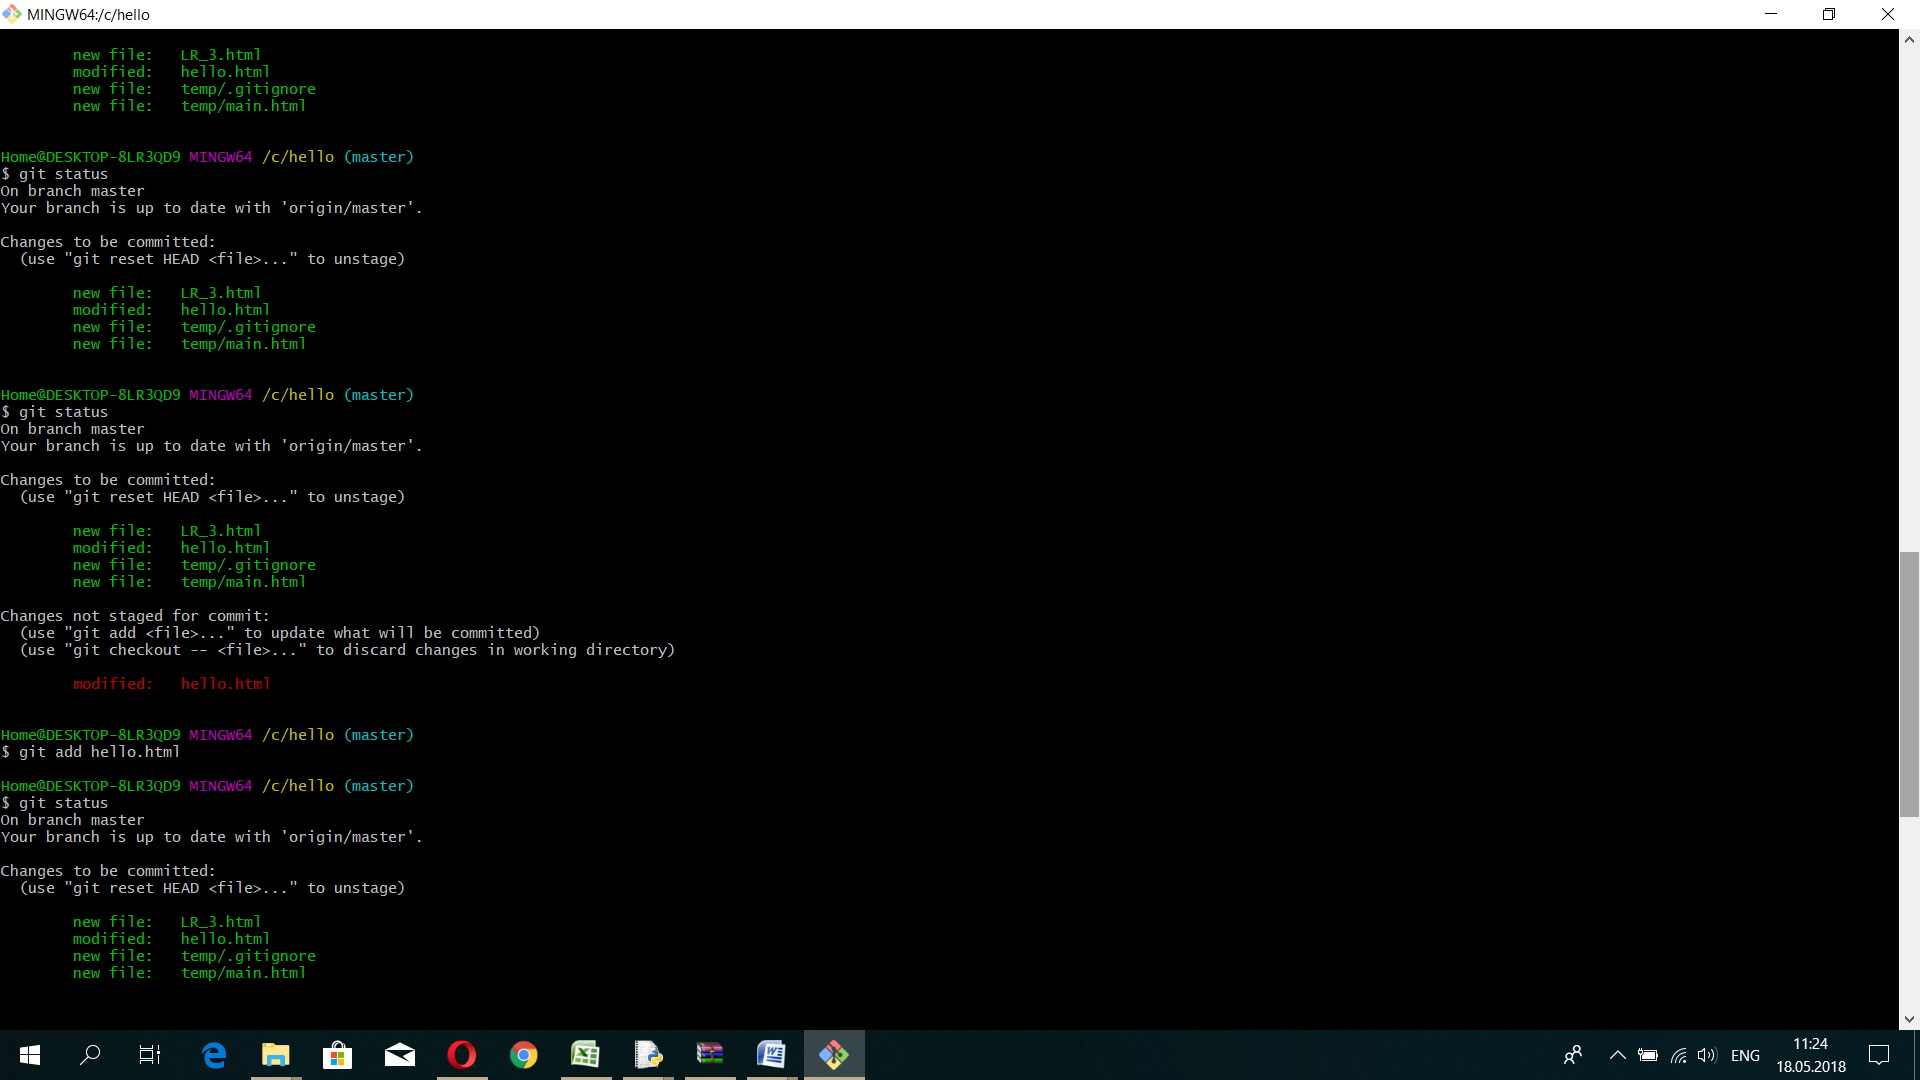 MINGW64:/c/hello
new file:   LR_3.html
modified:   hello.html
new file:   temp/.gitignore
new file:   temp/main.html
Home@DESKTOP-8LR3QD9 MINGW64 /c/hello (master)
$ git status
On branch master
Your branch is up to date with 'origin/master'.
Changes to be committed:
(use "git reset HEAD <file>..." to unstage)
new file:   LR_3.html
modified:   hello.html
new file:   temp/.gitignore
new file:   temp/main.html
Home@DESKTOP-8LR3QD9 MINGW64 /c/hello (master)
$ git status
On branch master
Your branch is up to date with 'origin/master'.
Changes to be committed:
(use "git reset HEAD <file>..." to unstage)
new file:   LR_3.html
modified:   hello.html
new file:   temp/.gitignore
new file:   temp/main.html
Changes not staged for commit:
(use "git add <file>..." to update what will be committed)
(use "git checkout -- <file>..." to discard changes in working directory)
modified:   hello.html
Home@DESKTOP-8LR3QD9 MINGW64 /c/hello (master)
$ git add hello.html
Home@DESKTOP-8LR3QD9 MINGW64 /c/hello (master)
$ git status
On branch master
Your branch is up to date with 'origin/master'.
Changes to be committed:
(use "git reset HEAD <file>..." to unstage)
new file:   LR_3.html
modified:   hello.html
new file:   temp/.gitignore
new file:   temp/main.html
ENG
11:24
18.05.2018